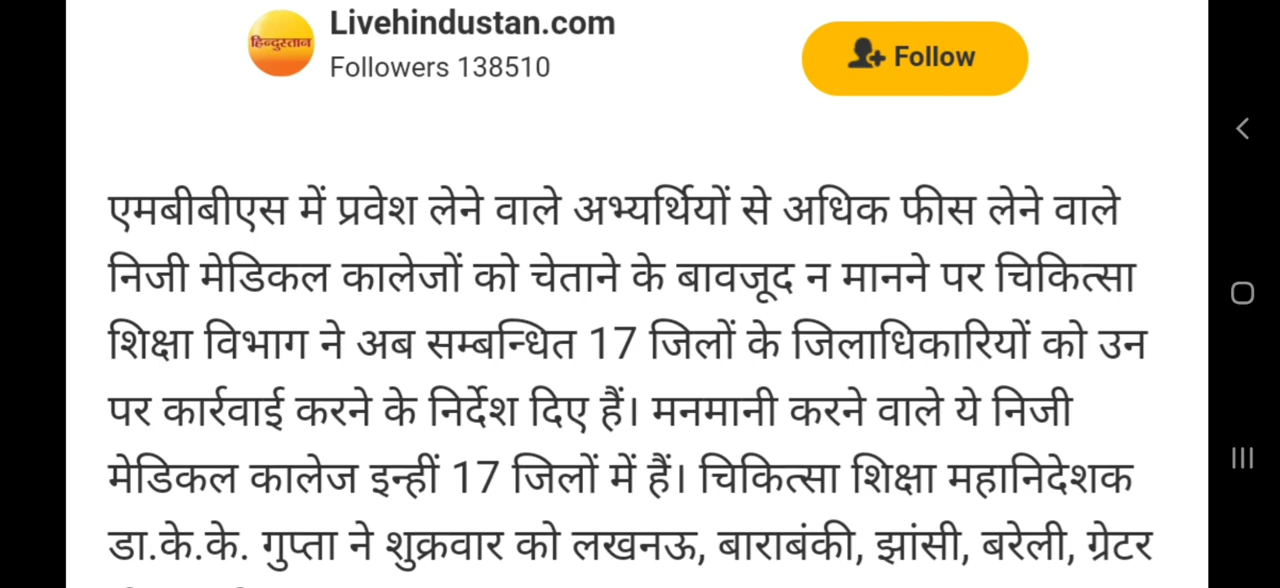 Livehindustan.com
हिन्दुस्तान
Followers 138510
Follow
एमबीबीएस में प्रवेश लेने वाले अभ्यर्थियों से अधिक फीस लेने वाले
निजी मेडिकल कालेजों को चेताने के बावजूद न मानने पर चिकित्सा
शिक्षा विभाग ने अब सम्बन्धित 17 जिलों के जिलाधिकारियों को उन
पर कार्रवाई करने के निर्देश दिए हैं। मनमानी करने वाले ये निजी
मेडिकल कालेज इन्हीं 17 जिलों में हैं। चिकित्सा शिक्षा महानिदेशक
डा.के.के. गुप्ता ने शुक्रवार को लखनऊ, बाराबंकी, झांसी, बरेली, ग्रेटर